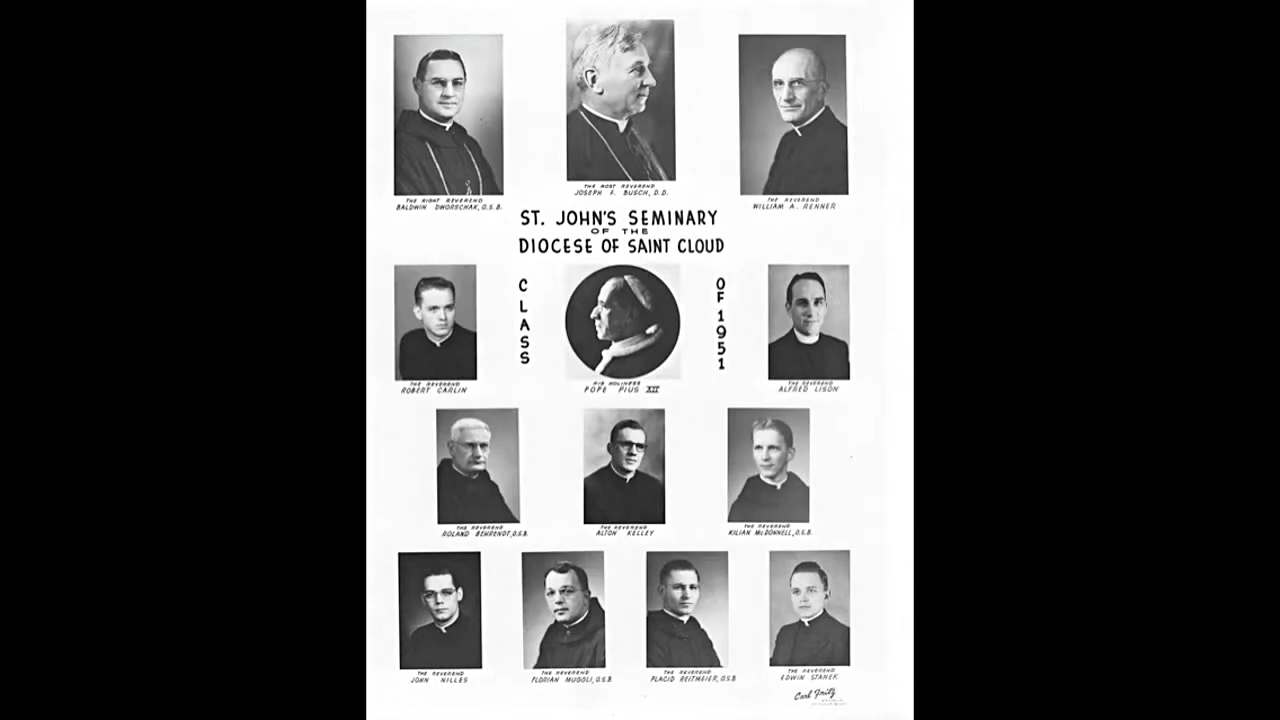 THE RIGHT REVEREND
BALDWIN DWORSCHAK, O.S.B.
THE MOST REVEREND
JOSEPH F. BUSCH, D.D.
THE REVEREND
WILLIAM A. RENNER
ST. JOHN'S SEMINARY
OF THE
DIOCESE OF SAINT CLOUD
CLASS
OF 1951
THE REVEREND
ROBERT CARLIN
HIS HOLINESS
POPE PIUS XII
THE REVEREND
ALFRED LISON
THE REVEREND
ROLAND BEHRENDT, O.S.B.
THE REVEREND
ALTON KELLEY
THE REVEREND
KILIAN McDONNELL, O.S.B.
THE REVEREND
JOHN NILLES
THE REVEREND
FLORIAN MUGGLI, O.S.B.
THE REVEREND
PLACID REITMEIER, O.S.B.
THE REVEREND
EDWIN STANEK
Carl Fritz